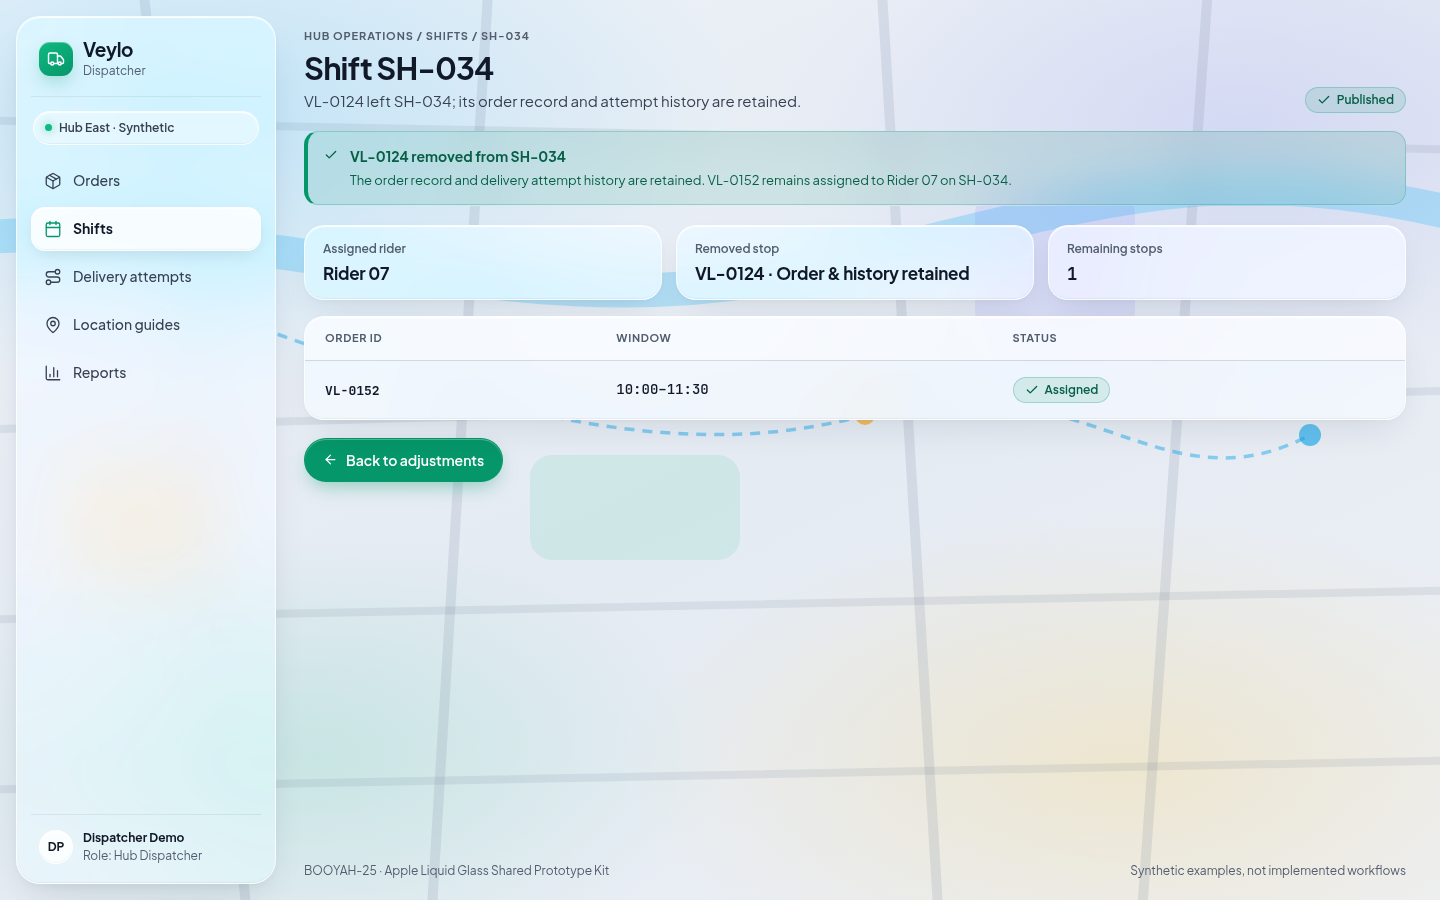 Veylo
Dispatcher
Hub East · Synthetic
Orders
Shifts
Delivery attempts
Location guides
Reports
DP
Dispatcher Demo
Role: Hub Dispatcher
HUB OPERATIONS / SHIFTS / SH-034
Shift SH-034
VL-0124 left SH-034; its order record and attempt history are retained.
Published
VL-0124 removed from SH-034
The order record and delivery attempt history are retained. VL-0152 remains assigned to Rider 07 on SH-034.
Assigned rider
Rider 07
Removed stop
VL-0124 · Order & history retained
Remaining stops
1
ORDER ID WINDOW STATUS
VL-0152 10:00–11:30 Assigned
Back to adjustments
BOOYAH-25 · Apple Liquid Glass Shared Prototype Kit
Synthetic examples, not implemented workflows